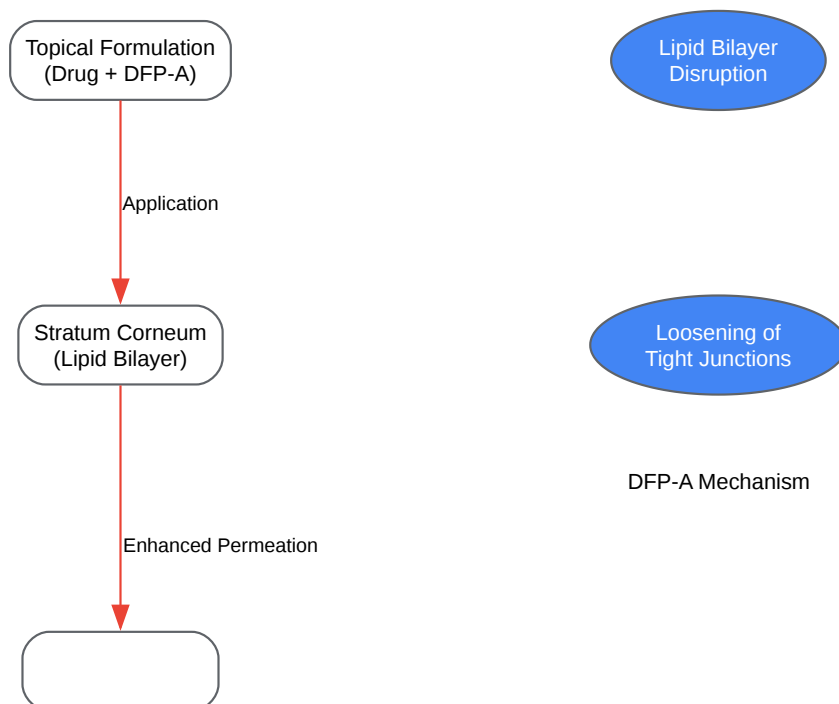 Topical Formulation
(Drug + DFP-A)
Lipid Bilayer
Disruption
Application
Stratum Corneum
(Lipid Bilayer)
Loosening of
Tight Junctions
DFP-A Mechanism
Enhanced Permeation